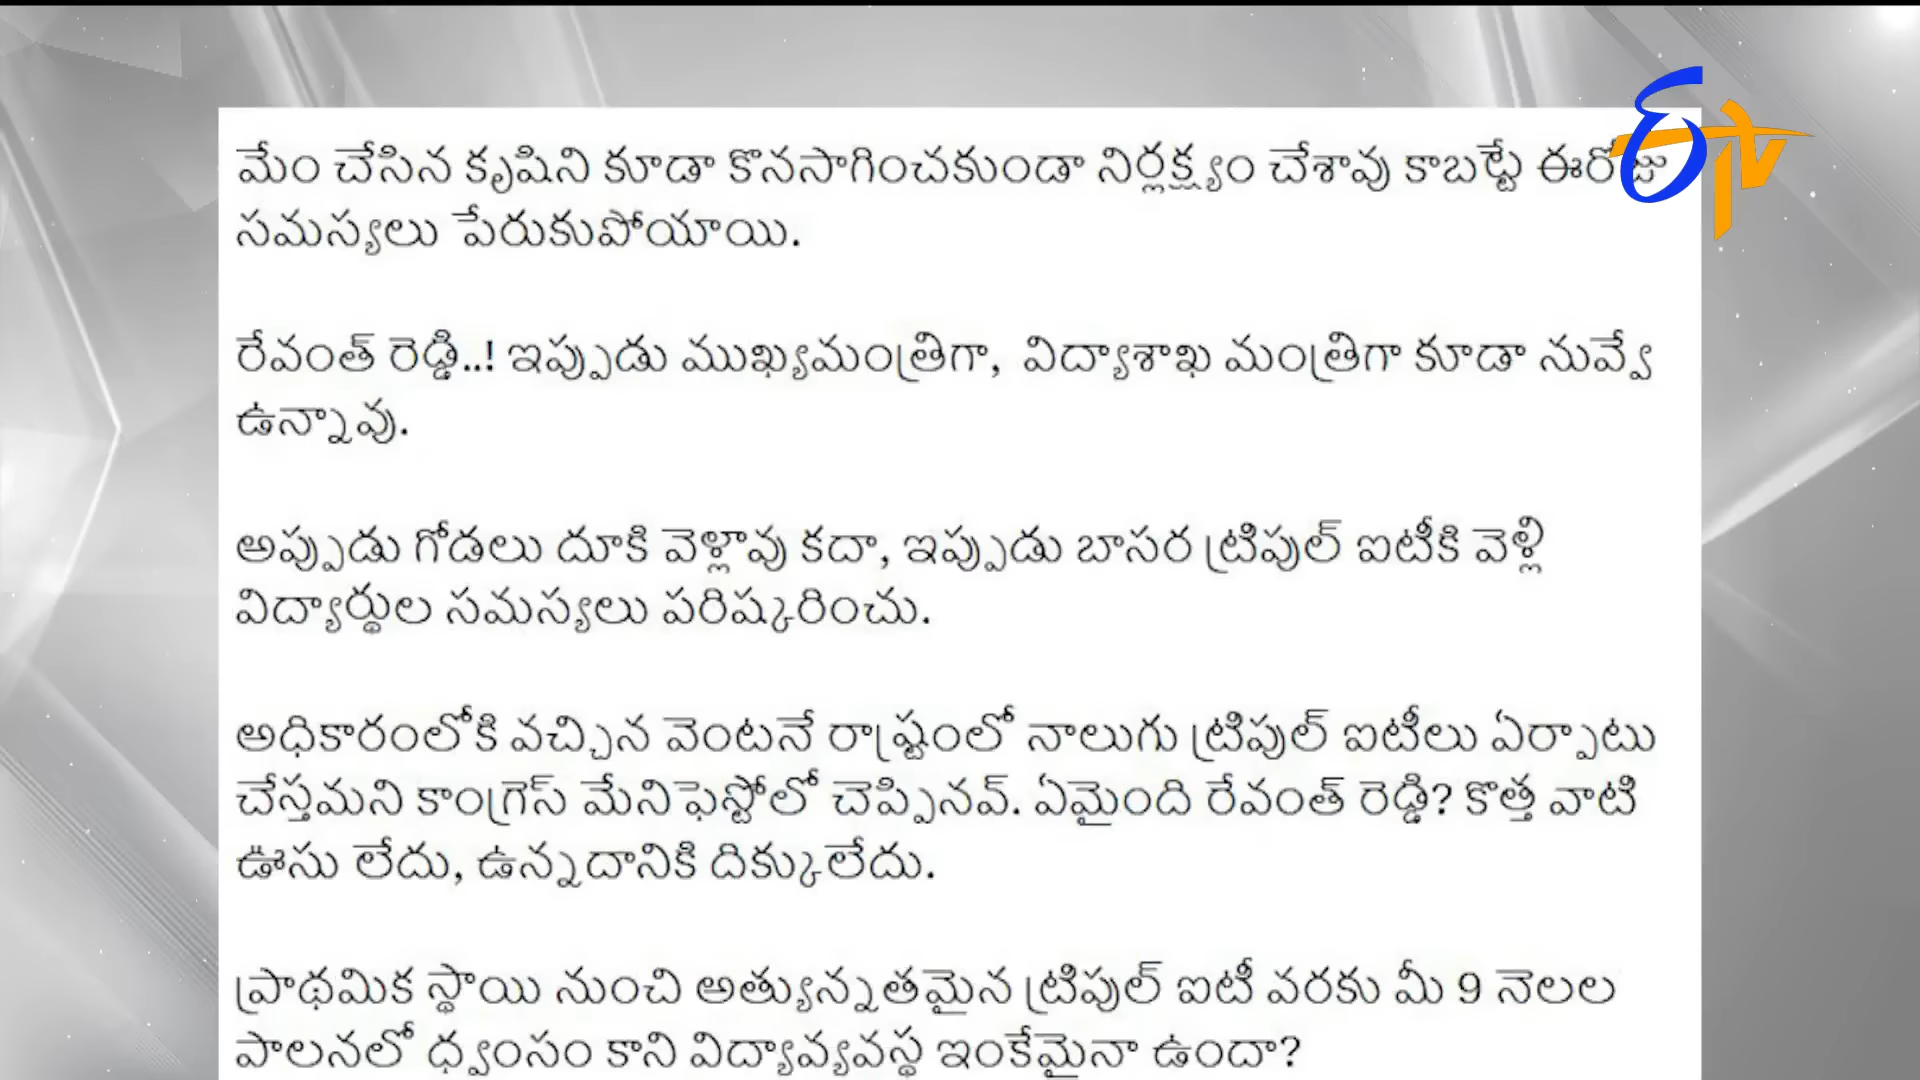 మేం చేసిన కృషిని కూడా కొనసాగించకుండా నిర్లక్ష్యం చేశావు కాబట్టే ఈరోజు
సమస్యలు పేరుకుపోయాయి.
రేవంత్ రెడ్డి..! ఇప్పుడు ముఖ్యమంత్రిగా, విద్యాశాఖ మంత్రిగా కూడా నువ్వే
ఉన్నావు.
అప్పుడు గోడలు దూకి వెళ్లావు కదా, ఇప్పుడు బాసర ట్రిపుల్ ఐటీకి వెళ్లి
విద్యార్థుల సమస్యలు పరిష్కరించు.
అధికారంలోకి వచ్చిన వెంటనే రాష్ట్రంలో నాలుగు ట్రిపుల్ ఐటీలు ఏర్పాటు
చేస్తమని కాంగ్రెస్ మేనిఫెస్టోలో చెప్పినవ్. ఏమైంది రేవంత్ రెడ్డి? కొత్త వాటి
ఊసు లేదు, ఉన్నదానికి దిక్కులేదు.
ప్రాథమిక స్థాయి నుంచి అత్యున్నతమైన ట్రిపుల్ ఐటీ వరకు మీ 9 నెలల
పాలనలో ధ్వంసం కాని విద్యావ్యవస్థ ఇంకేమైనా ఉందా?
ETV